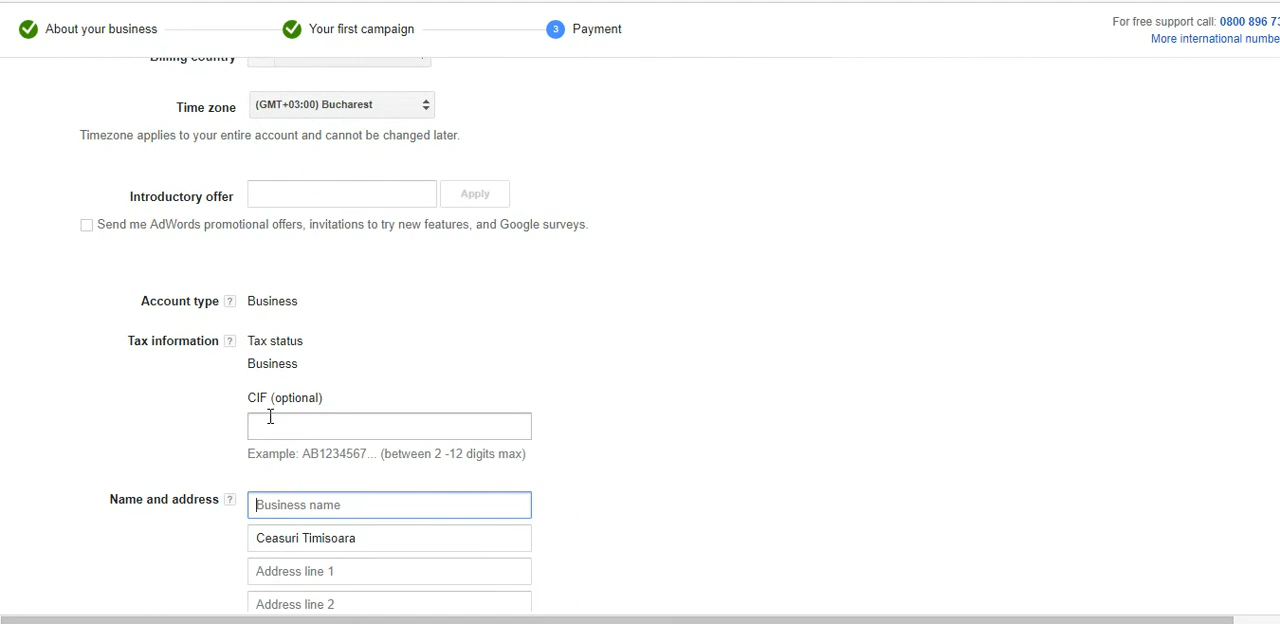 About your business
Your first campaign
3 Payment
For free support call: 0800 896 73
More international numbe
Billing country
Time zone (GMT+03:00) Bucharest
Timezone applies to your entire account and cannot be changed later.
Introductory offer Apply
Send me AdWords promotional offers, invitations to try new features, and Google surveys.
Account type ? Business
Tax information ? Tax status
Business
CIF (optional)
Example: AB1234567... (between 2 -12 digits max)
Name and address ? Business name
Ceasuri Timisoara
Address line 1
Address line 2